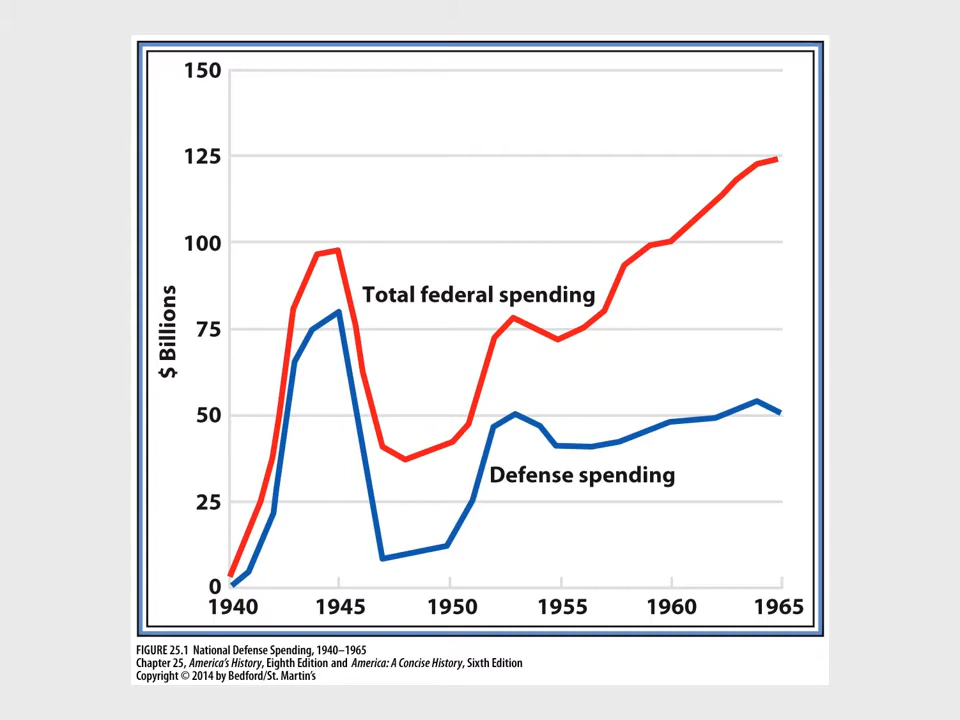 150
125
100
Total federal spending
$ Billions
75
50
Defense spending
25
0
1940 1945 1950 1955 1960 1965
FIGURE 25.1 National Defense Spending, 1940–1965
Chapter 25, America's History, Eighth Edition and America: A Concise History, Sixth Edition
Copyright © 2014 by Bedford/St. Martin's